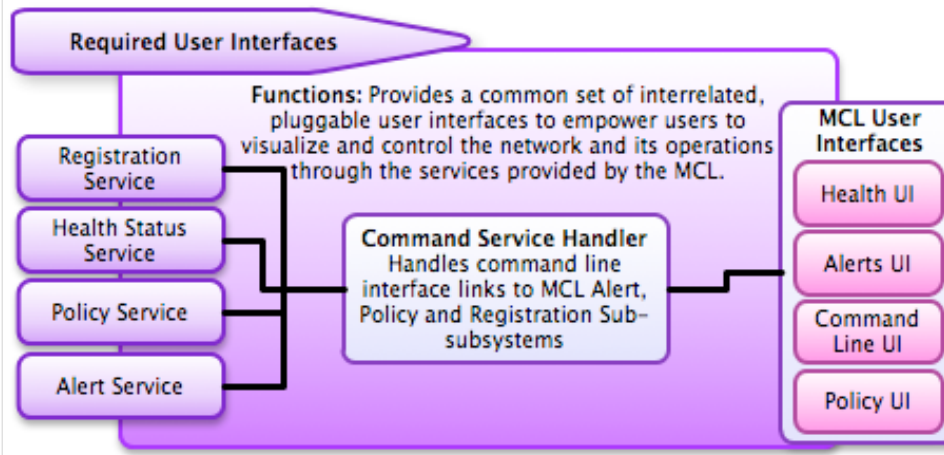 Required User Interfaces
Functions: Provides a common set of interrelated,
pluggable user interfaces to empower users to
visualize and control the network and its operations
through the services provided by the MCL.
Registration
Service
Health Status
Service
Policy Service
Alert Service
Command Service Handler
Handles command line
interface links to MCL Alert,
Policy and Registration Sub-
subsystems
MCL User
Interfaces
Health UI
Alerts UI
Command
Line UI
Policy UI